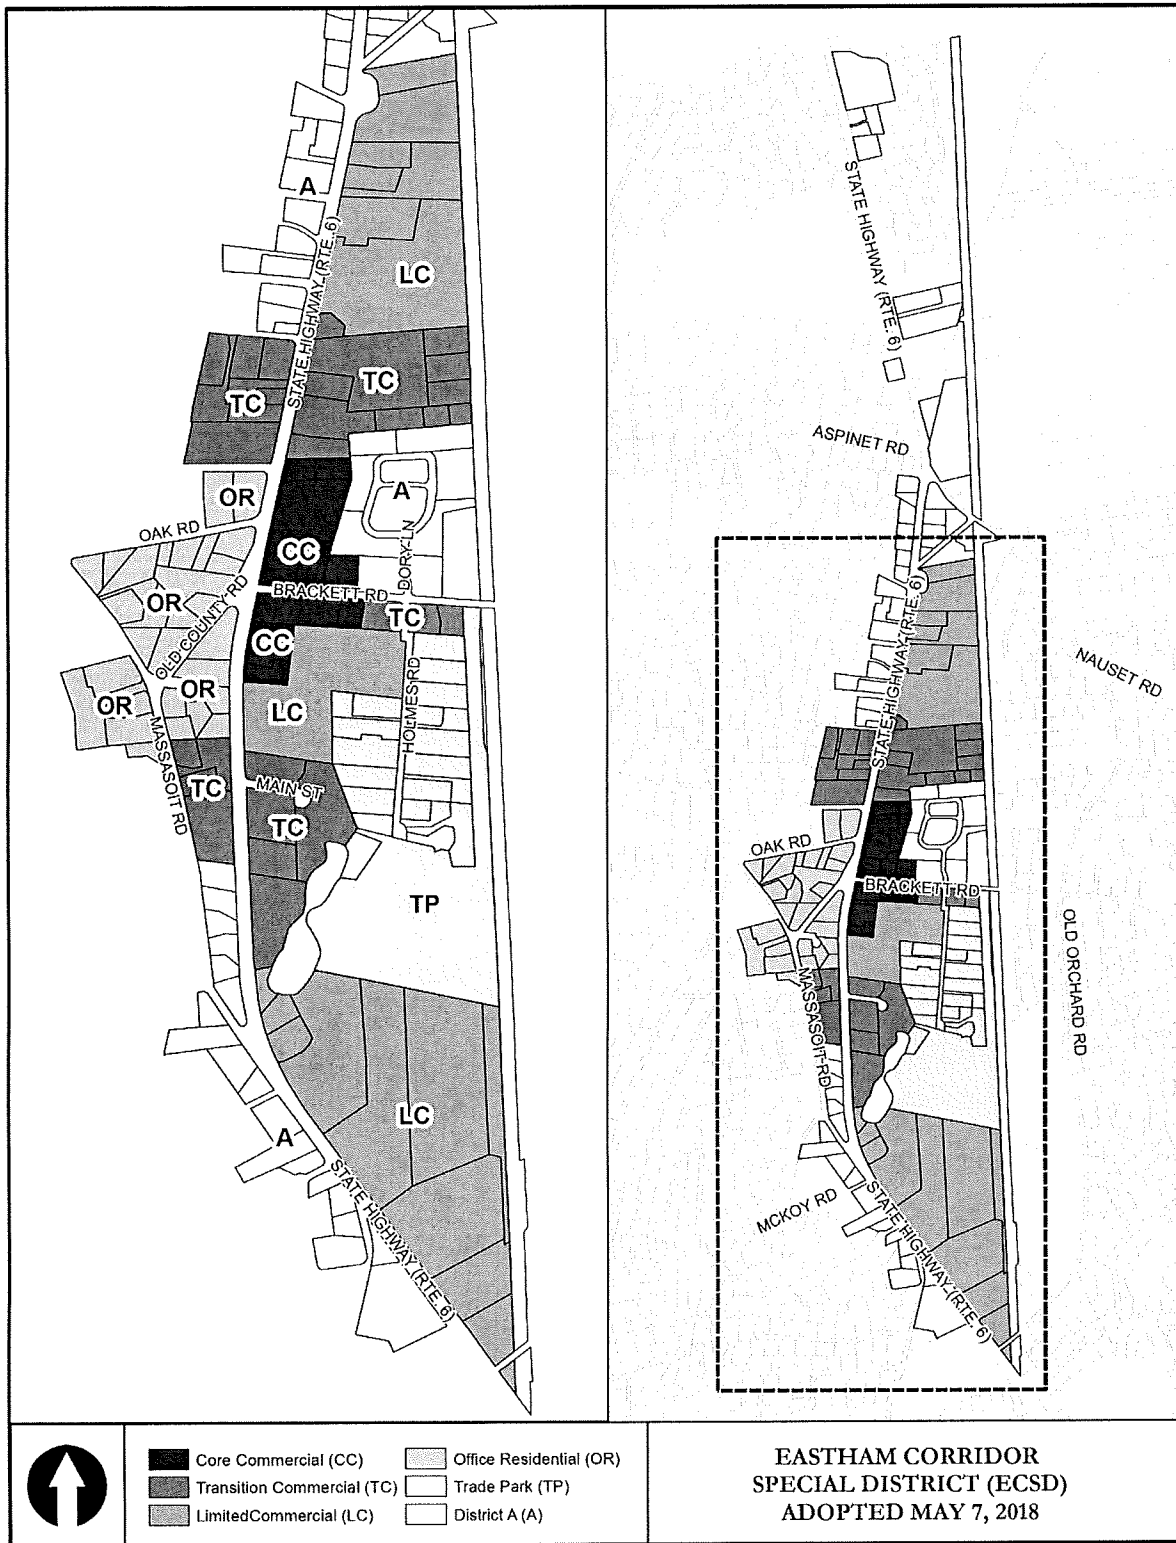 A
STATE HIGHWAY (RTE. 6)
LC
TC
TC
OR
A
OAK RD
CC
DORY LN
BRACKETT RD
OR
OLD COUNTY RD
TC
CC
OR
OR
LC
HOLMES RD
MASSASOIT RD
TC
MAIN ST
TC
TP
LC
A
STATE HIGHWAY (RTE. 6)
STATE HIGHWAY (RTE. 6)
ASPINET RD
STATE HIGHWAY (RTE. 6)
NAUSET RD
OAK RD
BRACKETT RD
OLD ORCHARD RD
MASSASOIT RD
MCKOY RD
STATE HIGHWAY (RTE. 6)
Core Commercial (CC)
Transition Commercial (TC)
LimitedCommercial (LC)
Office Residential (OR)
Trade Park (TP)
District A (A)
EASTHAM CORRIDOR
SPECIAL DISTRICT (ECSD)
ADOPTED MAY 7, 2018